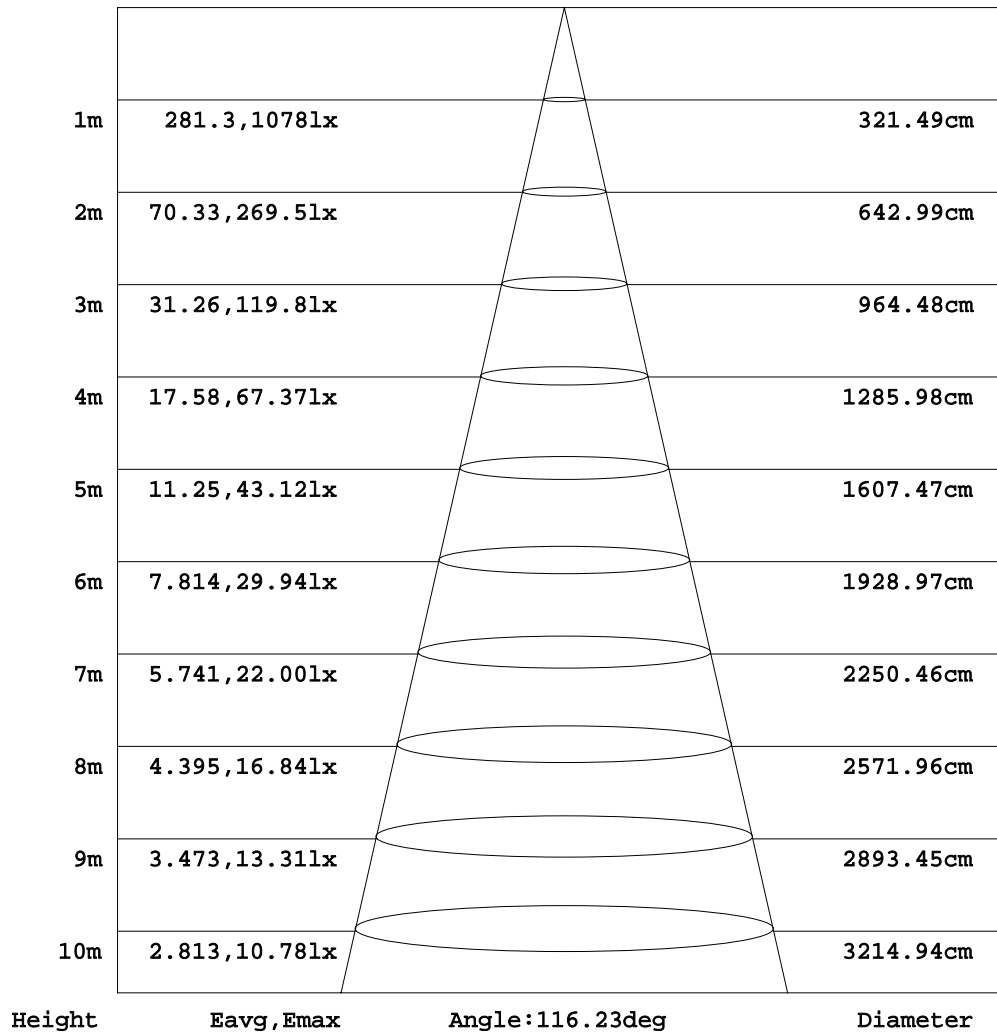 1m 281.3,1078lx 321.49cm
2m 70.33,269.5lx 642.99cm
3m 31.26,119.8lx 964.48cm
4m 17.58,67.37lx 1285.98cm
5m 11.25,43.12lx 1607.47cm
6m 7.814,29.94lx 1928.97cm
7m 5.741,22.00lx 2250.46cm
8m 4.395,16.84lx 2571.96cm
9m 3.473,13.31lx 2893.45cm
10m 2.813,10.78lx 3214.94cm
Height Eavg,Emax Angle:116.23deg Diameter